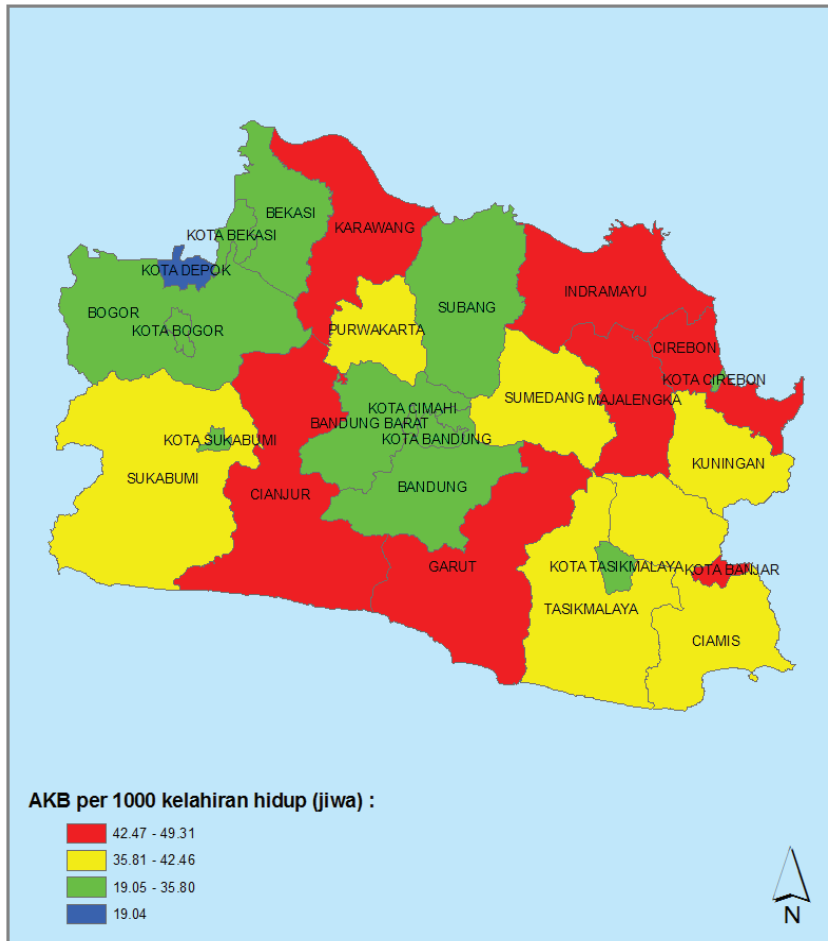 BEKASI
KARAWANG
KOTA BEKASI
KOTA DEPOK
INDRAMAYU
SUBANG
BOGOR
KOTA BOGOR
PURWAKARTA
CIREBON
KOTA CIREBON
SUMEDANG
MAJALENGKA
KOTA CIMAHI
BANDUNG BARAT
KOTA BANDUNG
KOTA SUKABUMI
KUNINGAN
SUKABUMI
BANDUNG
CIANJUR
GARUT
KOTA TASIKMALAYA
KOTA BANJAR
TASIKMALAYA
CIAMIS
AKB per 1000 kelahiran hidup (jiwa) :
42.47 - 49.31
35.81 - 42.46
19.05 - 35.80
19.04
N